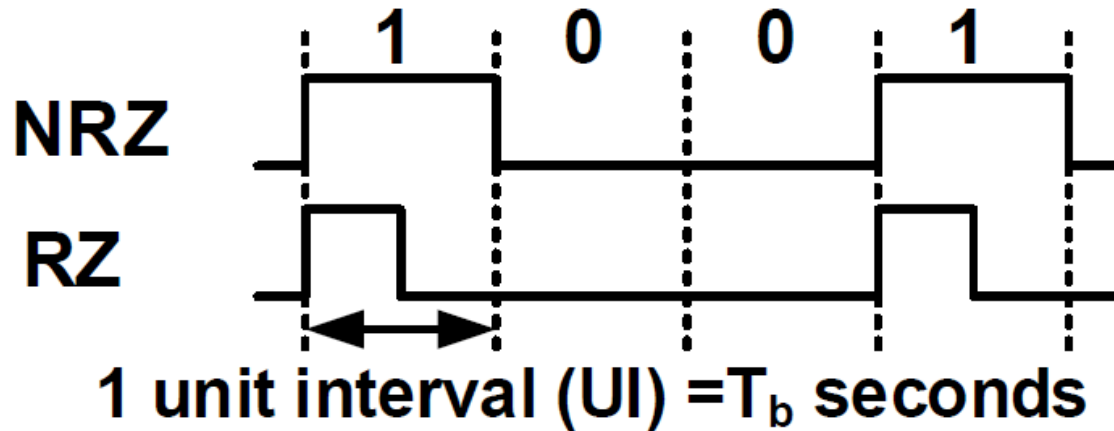 1 0 0 1
NRZ
RZ
1 unit interval (UI) =Tb seconds